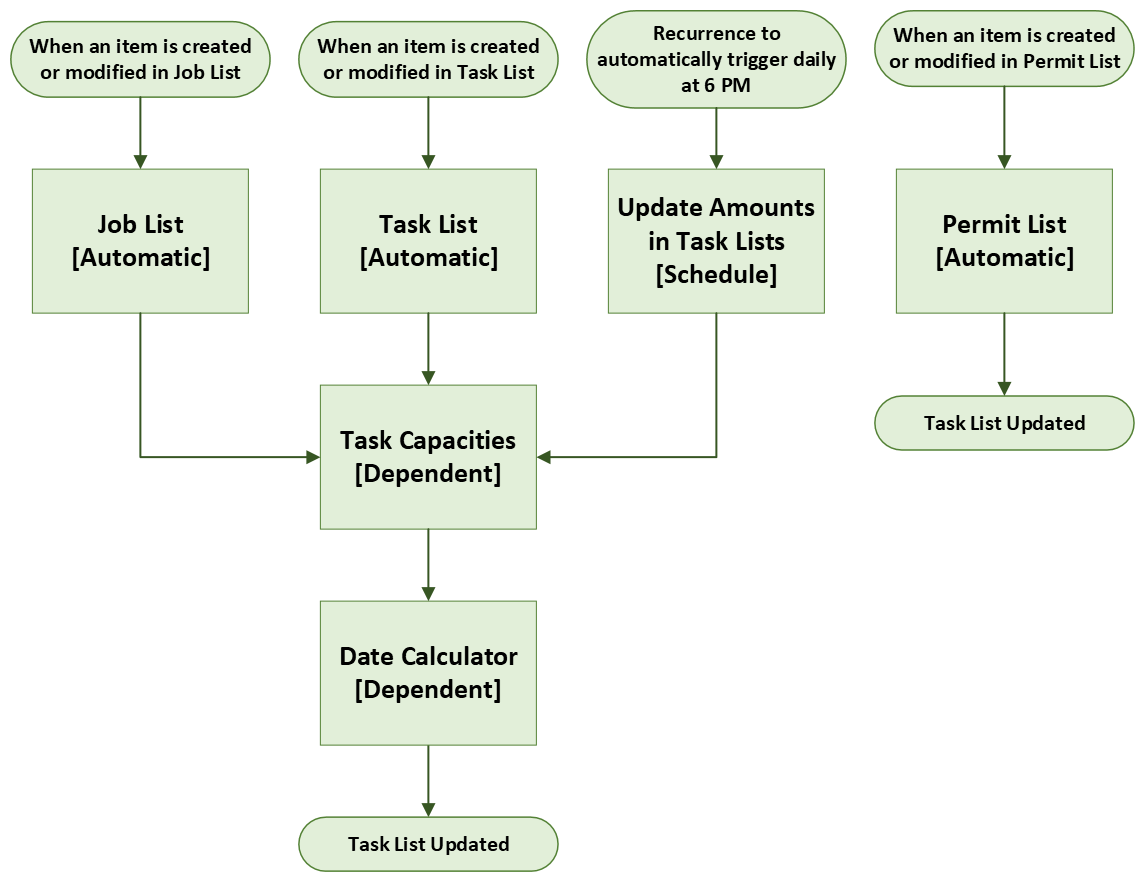 When an item is created
or modified in Job List
When an item is created
or modified in Task List
Recurrence to
automatically trigger daily
at 6 PM
When an item is created
or modified in Permit List
Job List
[Automatic]
Task List
[Automatic]
Update Amounts
in Task Lists
[Schedule]
Permit List
[Automatic]
Task Capacities
[Dependent]
Task List Updated
Date Calculator
[Dependent]
Task List Updated